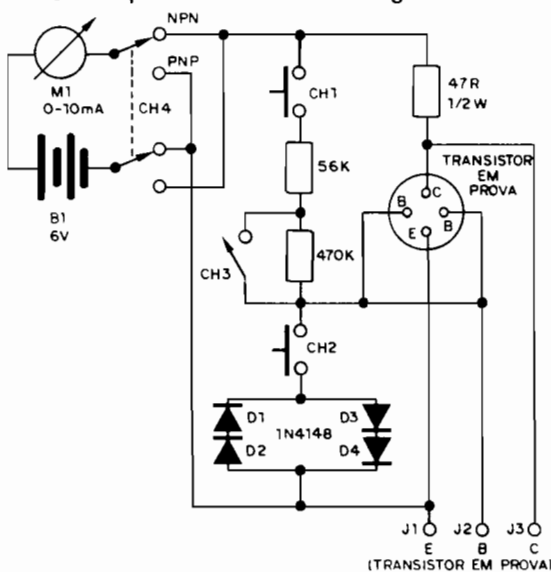 NPN
PNP
M1
0-10mA
CH4
B1
6V
CH1
56K
CH3
470K
CH2
D1
D2
1N4148
D3
D4
47R
1/2W
TRANSISTOR
EM
PROVA
C
B
B
E
J1
J2
J3
E
B
C
(TRANSISTOR EM PROVA)